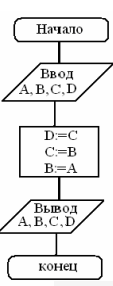 Начало
Ввод
A, B, C, D
D:=C
C:=B
B:=A
Вывод
A, B, C, D
конец